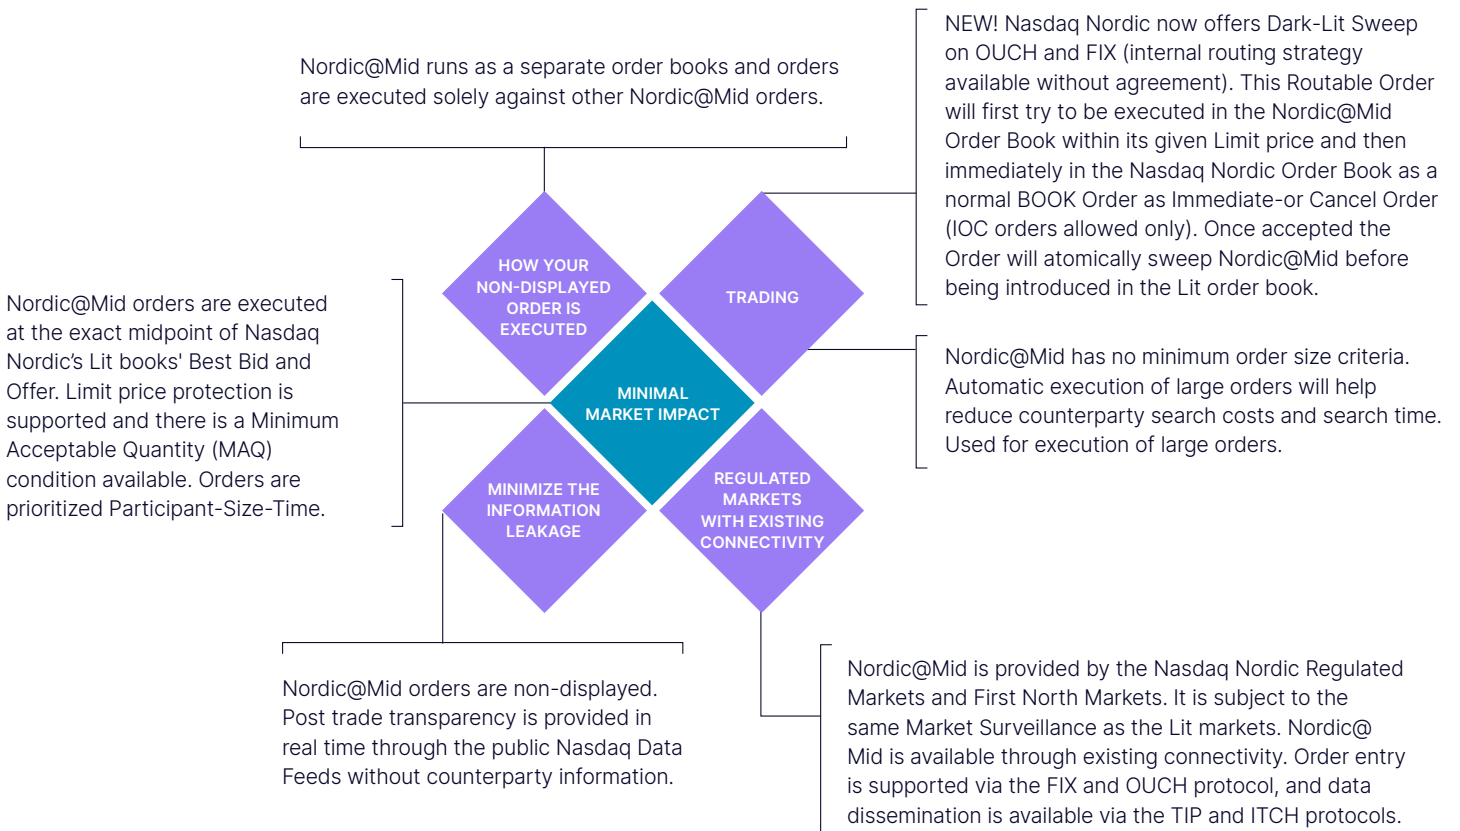 Nordic@Mid runs as a separate order books and orders
are executed solely against other Nordic@Mid orders.
NEW! Nasdaq Nordic now offers Dark-Lit Sweep
on OUCH and FIX (internal routing strategy
available without agreement). This Routable Order
will first try to be executed in the Nordic@Mid
Order Book within its given Limit price and then
immediately in the Nasdaq Nordic Order Book as a
normal BOOK Order as Immediate-or Cancel Order
(IOC orders allowed only). Once accepted the
Order will atomically sweep Nordic@Mid before
being introduced in the Lit order book.
HOW YOUR
NON-DISPLAYED
ORDER IS
EXECUTED
TRADING
Nordic@Mid orders are executed
at the exact midpoint of Nasdaq
Nordic’s Lit books' Best Bid and
Offer. Limit price protection is
supported and there is a Minimum
Acceptable Quantity (MAQ)
condition available. Orders are
prioritized Participant-Size-Time.
MINIMAL
MARKET IMPACT
Nordic@Mid has no minimum order size criteria.
Automatic execution of large orders will help
reduce counterparty search costs and search time.
Used for execution of large orders.
MINIMIZE THE
INFORMATION
LEAKAGE
REGULATED
MARKETS
WITH EXISTING
CONNECTIVITY
Nordic@Mid orders are non-displayed.
Post trade transparency is provided in
real time through the public Nasdaq Data
Feeds without counterparty information.
Nordic@Mid is provided by the Nasdaq Nordic Regulated
Markets and First North Markets. It is subject to the
same Market Surveillance as the Lit markets. Nordic@
Mid is available through existing connectivity. Order entry
is supported via the FIX and OUCH protocol, and data
dissemination is available via the TIP and ITCH protocols.